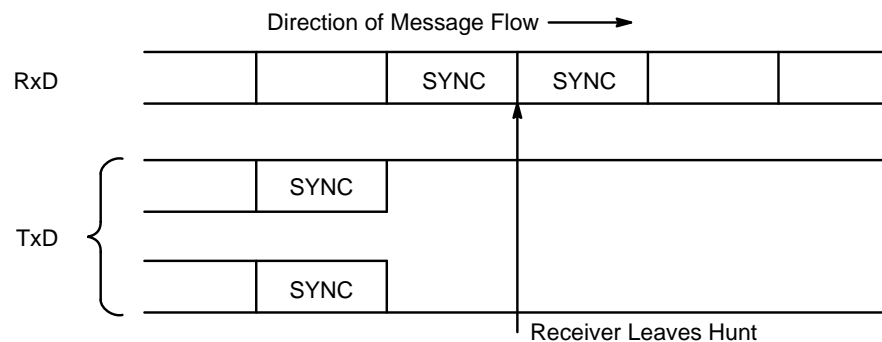 Direction of Message Flow
RxD
SYNC SYNC
SYNC
TxD
SYNC
Receiver Leaves Hunt